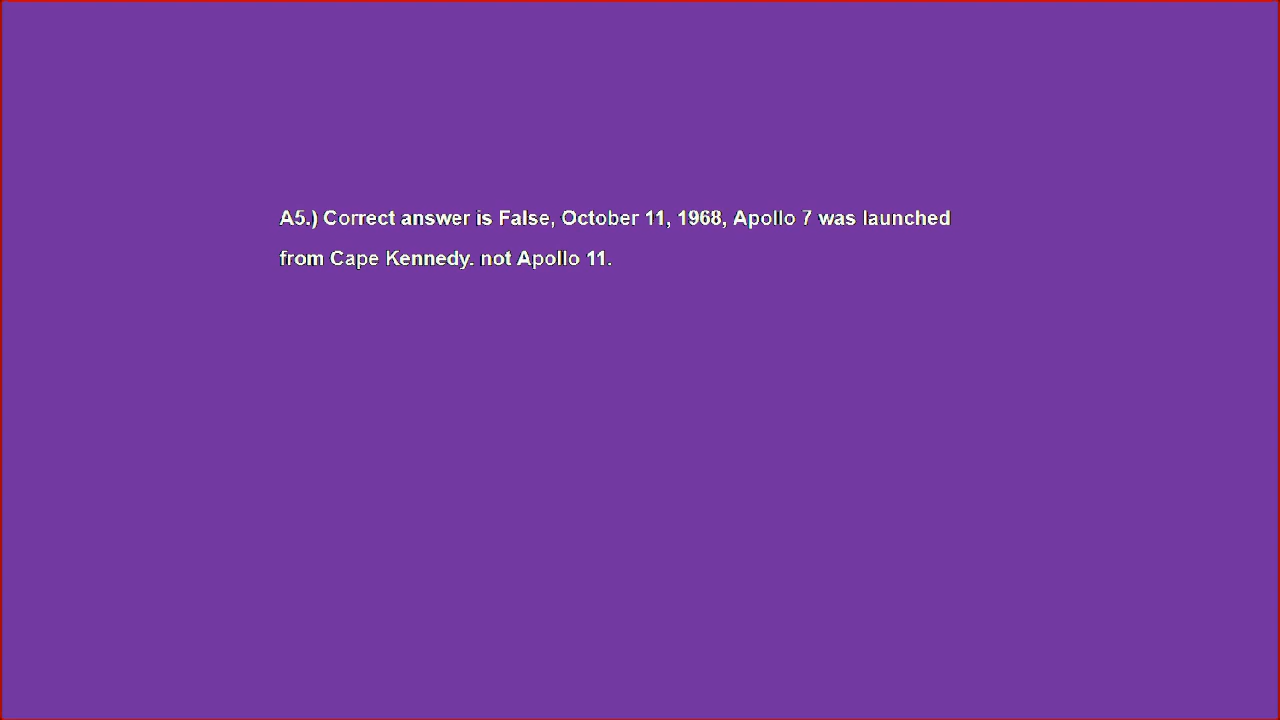 A5.) Correct answer is False, October 11, 1968, Apollo 7 was launched
from Cape Kennedy. not Apollo 11.